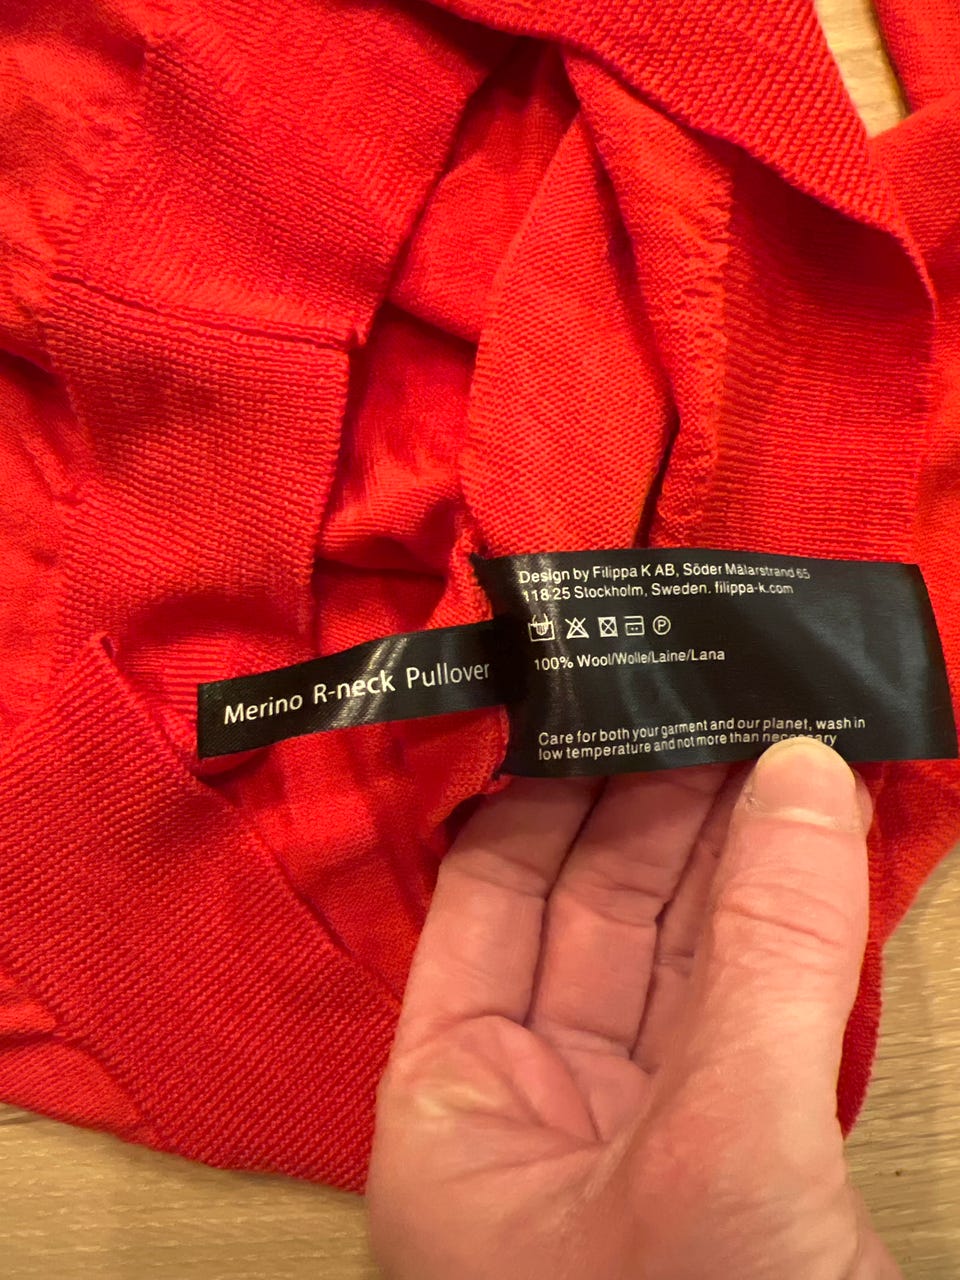 Merino R-neck Pullover
Design by Filippa K AB, Söder Mälarstrand 65
118 25 Stockholm, Sweden. filippa-k.com
P
100% Wool/Wolle/Laine/Lana
Care for both your garment and our planet, wash in
low temperature and not more than necessary